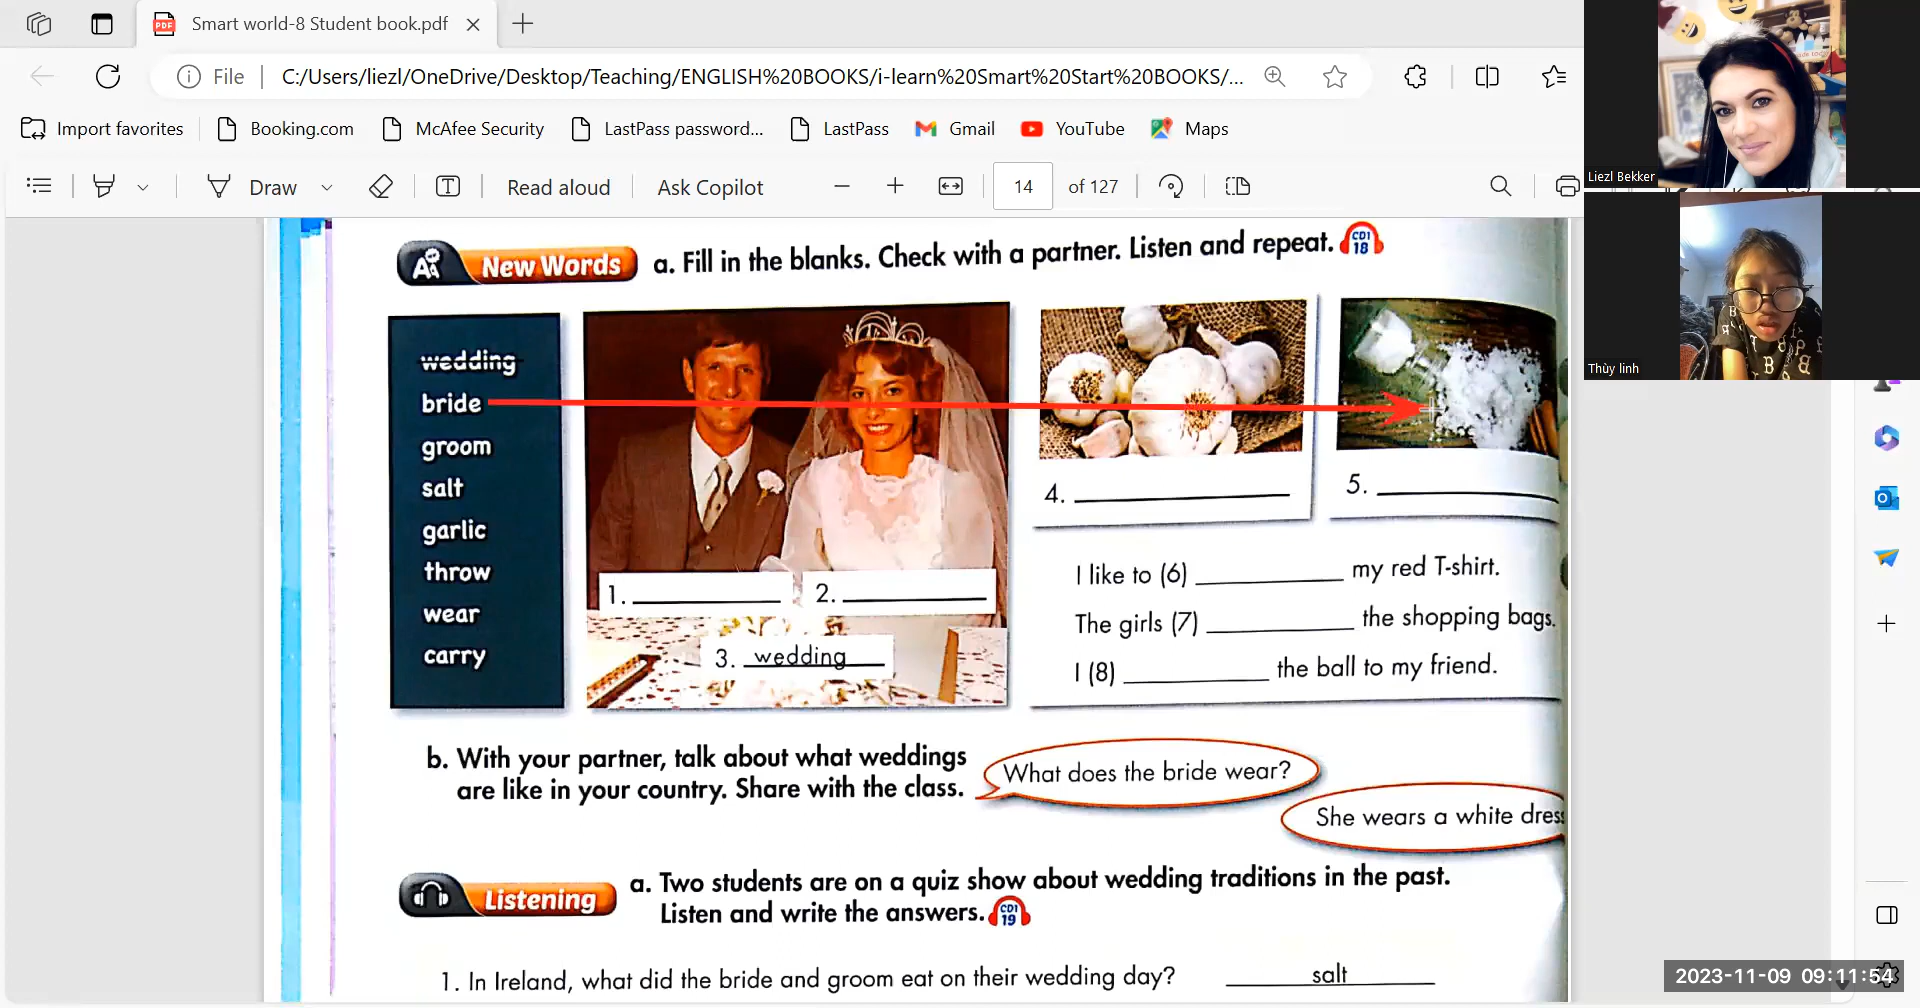 Smart world-8 Student book.pdf
File
C:/Users/liezl/OneDrive/Desktop/Teaching/ENGLISH%20BOOKS/i-learn%20Smart%20Start%20BOOKS/...
Import favorites
Booking.com
McAfee Security
LastPass password...
LastPass
Gmail
YouTube
Maps
Draw
Read aloud
Ask Copilot
14 of 127
Liezl Bekker
Thùy linh
New Words
a. Fill in the blanks. Check with a partner. Listen and repeat.
CD1
18
wedding
bride
groom
salt
garlic
throw
wear
carry
1.
2.
3. wedding
4.
5.
I like to (6) my red T-shirt.
The girls (7) the shopping bags.
I (8) the ball to my friend.
b. With your partner, talk about what weddings
are like in your country. Share with the class.
What does the bride wear?
She wears a white dress
Listening
a. Two students are on a quiz show about wedding traditions in the past.
Listen and write the answers.
CD1
19
1. In Ireland, what did the bride and groom eat on their wedding day? salt
2023-11-09 09:11:54